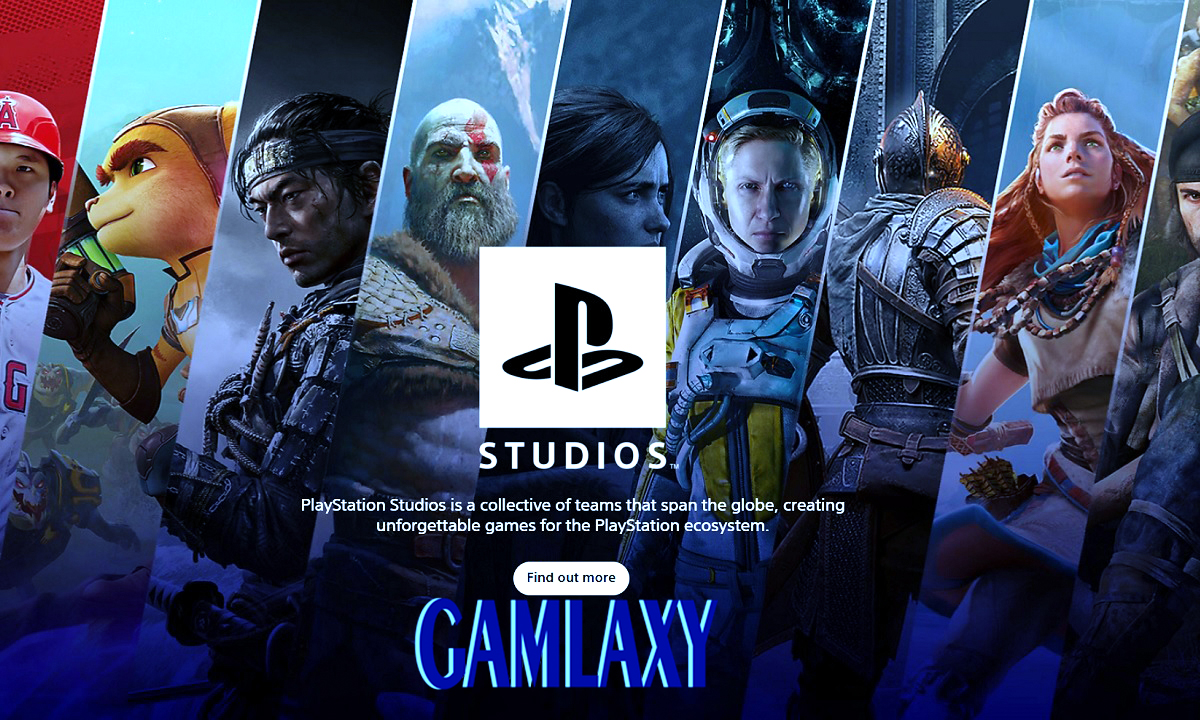 A
G
STUDIOS™
PlayStation Studios is a collective of teams that span the globe, creating
unforgettable games for the PlayStation ecosystem.
Find out more
GAMLAXY